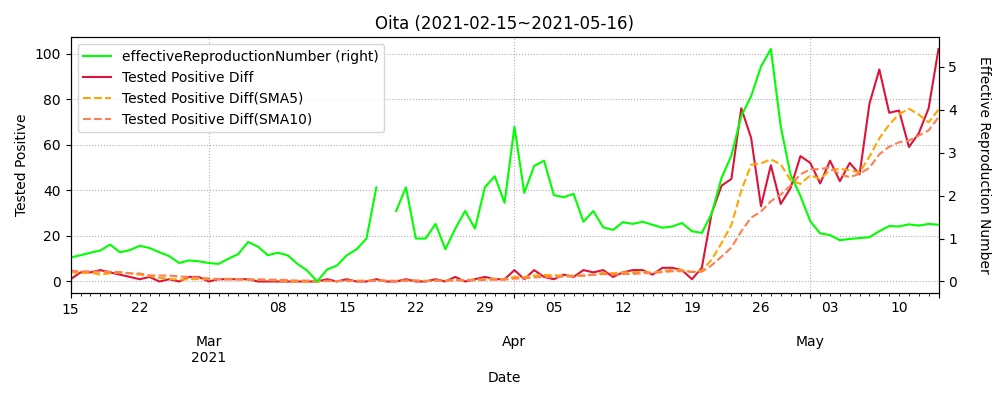 Oita (2021-02-15~2021-05-16)
effectiveReproductionNumber (right)
Tested Positive Diff
Tested Positive Diff(SMA5)
Tested Positive Diff(SMA10)
Tested Positive
100
80
60
40
20
0
Effective Reproduction Number
5
4
3
2
1
0
15 22 08 15 22 29 05 12 19 26 03 10
Mar Apr May
2021
Date